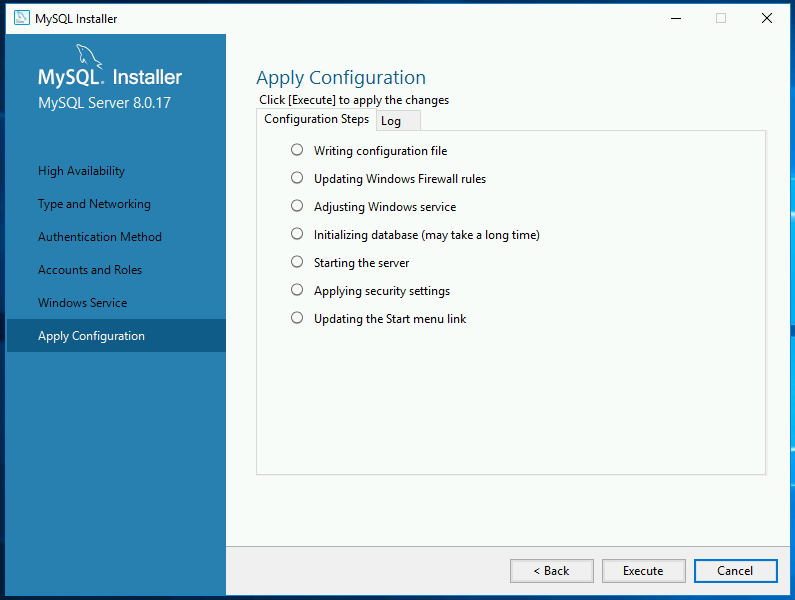 MySQL Installer
MySQL. Installer
MySQL Server 8.0.17
High Availability
Type and Networking
Authentication Method
Accounts and Roles
Windows Service
Apply Configuration
Apply Configuration
Click [Execute] to apply the changes
Configuration Steps
Log
Writing configuration file
Updating Windows Firewall rules
Adjusting Windows service
Initializing database (may take a long time)
Starting the server
Applying security settings
Updating the Start menu link
< Back
Execute
Cancel